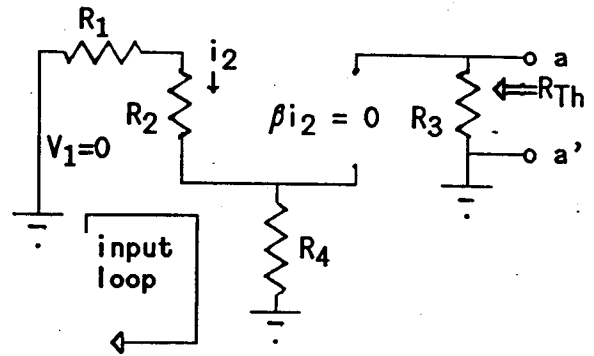 R1
i2
a
R2
βi2 = 0
R3
RTh
V1=0
a'
input
loop
R4